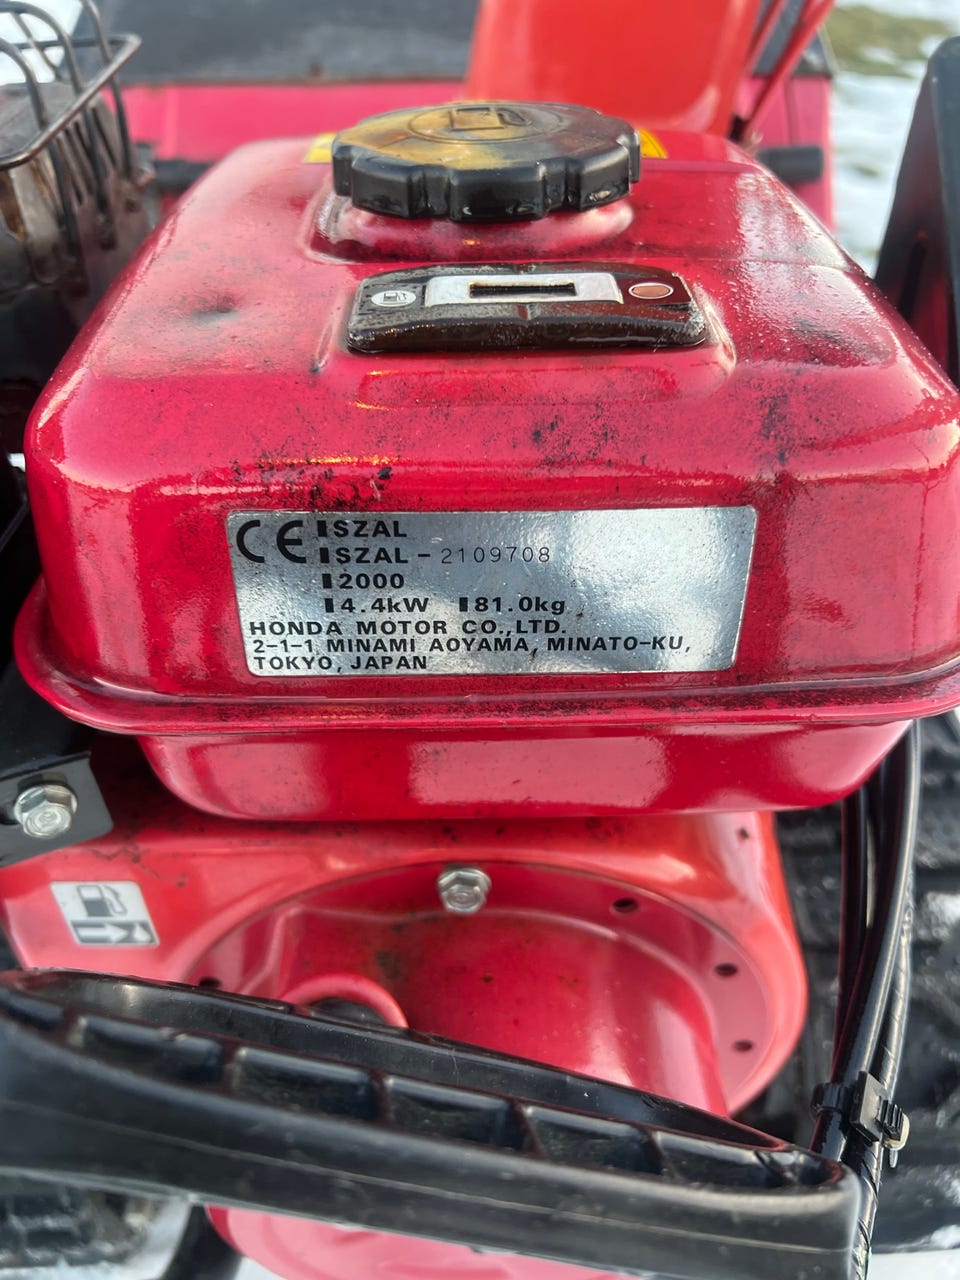 CE SZAL
SZAL - 2109708
2000
4.4kW 81.0kg
HONDA MOTOR CO.,LTD.
2-1-1 MINAMI AOYAMA, MINATO-KU,
TOKYO, JAPAN